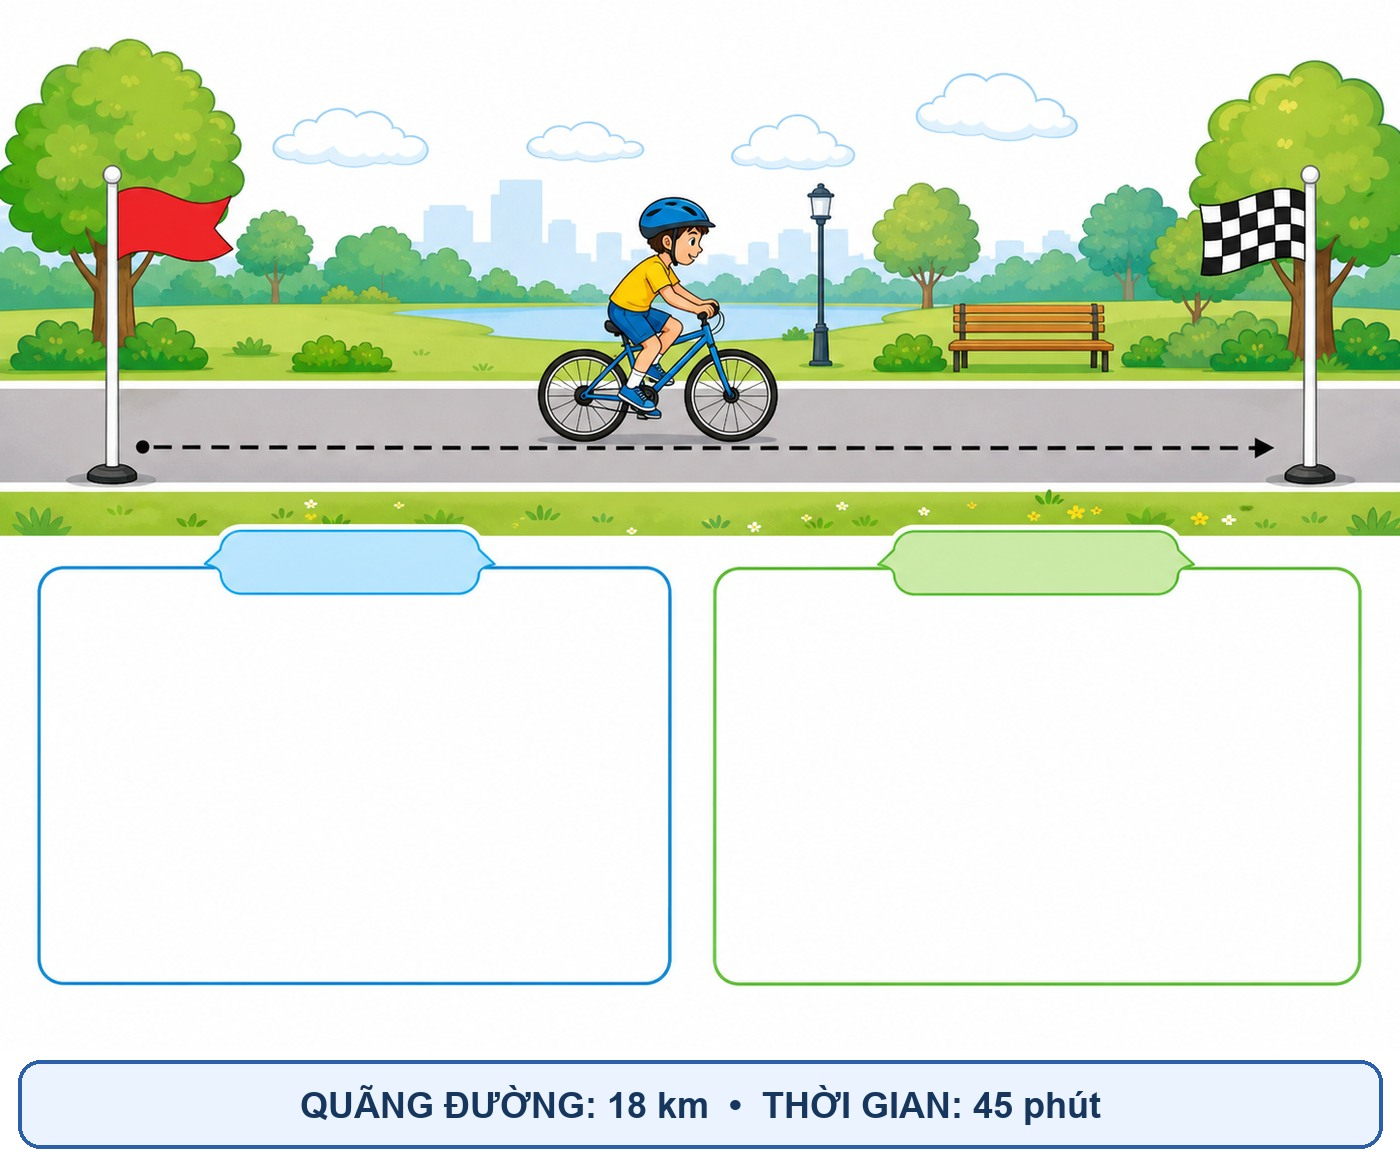 QUÃNG ĐƯỜNG: 18 km • THỜI GIAN: 45 phút